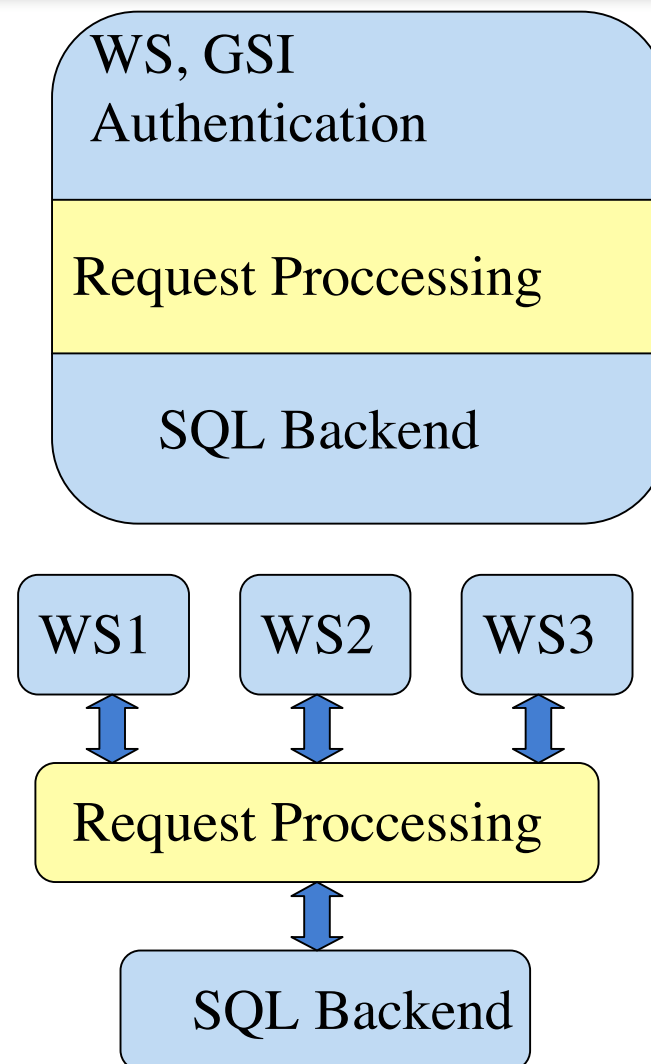 WS, GSI
Authentication
Request Proccessing
SQL Backend
WS1 WS2 WS3
Request Proccessing
SQL Backend